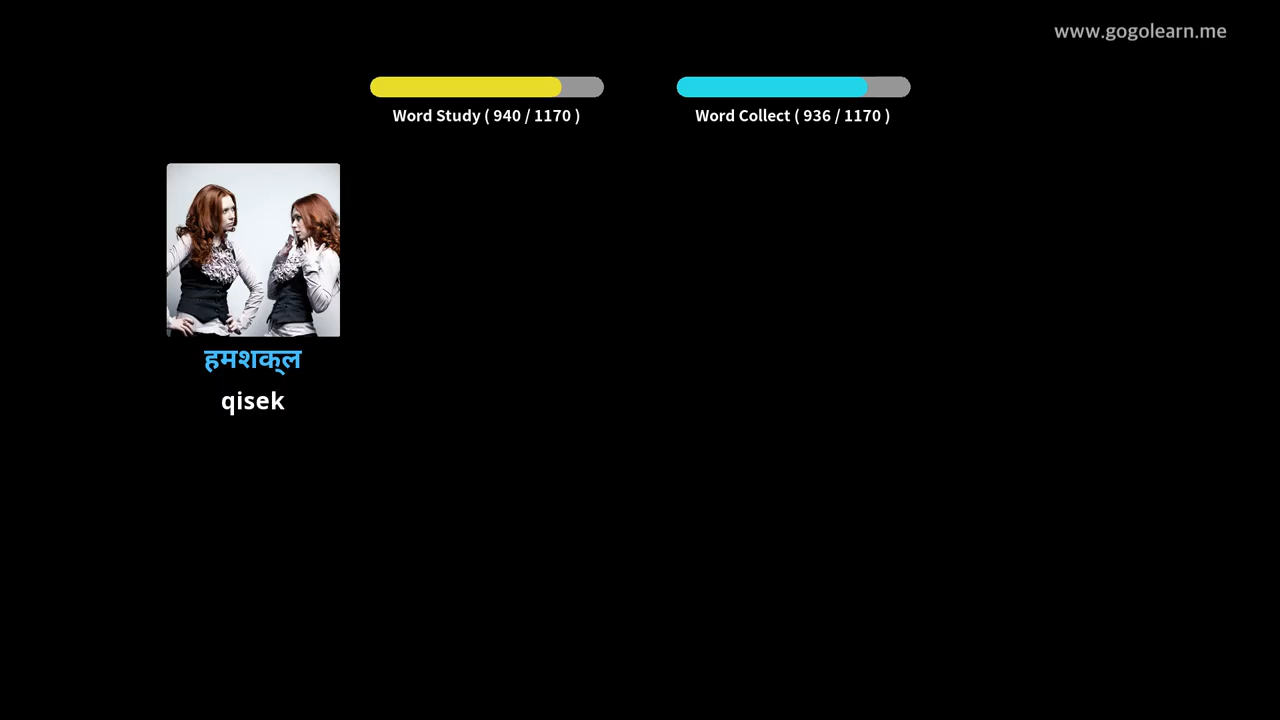 www.gogolearn.me
Word Study ( 940 / 1170 )
Word Collect ( 936 / 1170 )
हमशक्ल
qisek